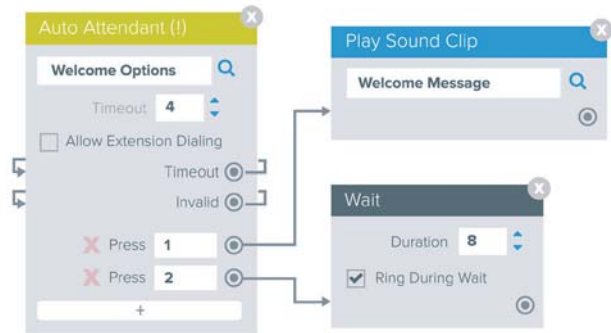 Auto Attendant (!)
Welcome Options
Timeout 4
Allow Extension Dialing
Timeout
Invalid
Press 1
Press 2
+
Play Sound Clip
Welcome Message
Wait
Duration 8
Ring During Wait